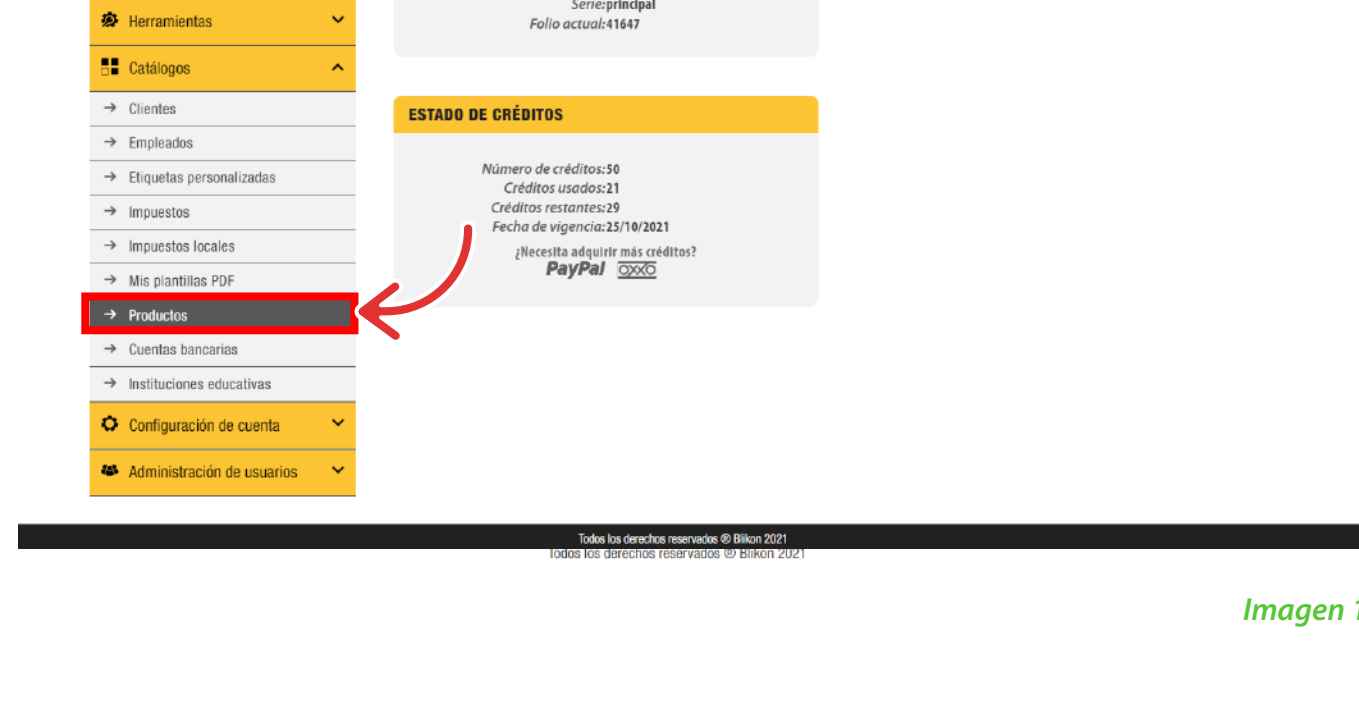 Herramientas
Catálogos
Clientes
Empleados
Etiquetas personalizadas
Impuestos
Impuestos locales
Mis plantillas PDF
Productos
Cuentas bancarias
Instituciones educativas
Configuración de cuenta
Administración de usuarios
Serie:principal
Folio actual:41647
ESTADO DE CRÉDITOS
Número de créditos:50
Créditos usados:21
Créditos restantes:29
Fecha de vigencia:25/10/2021
¿Necesita adquirir más créditos?
PayPal OXXO
Todos los derechos reservados ® Blikon 2021
Todos los derechos reservados ® Blikon 2021
Imagen 1